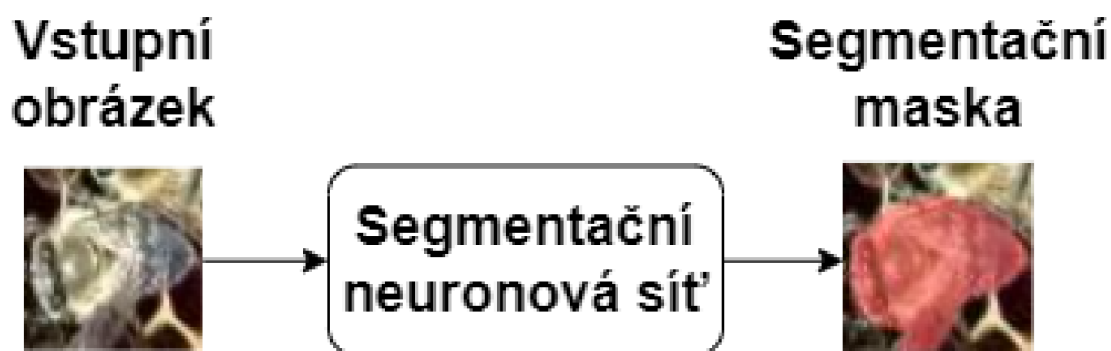 Vstupní
obrázek
Segmentační
neuronová síť
Segmentační
maska